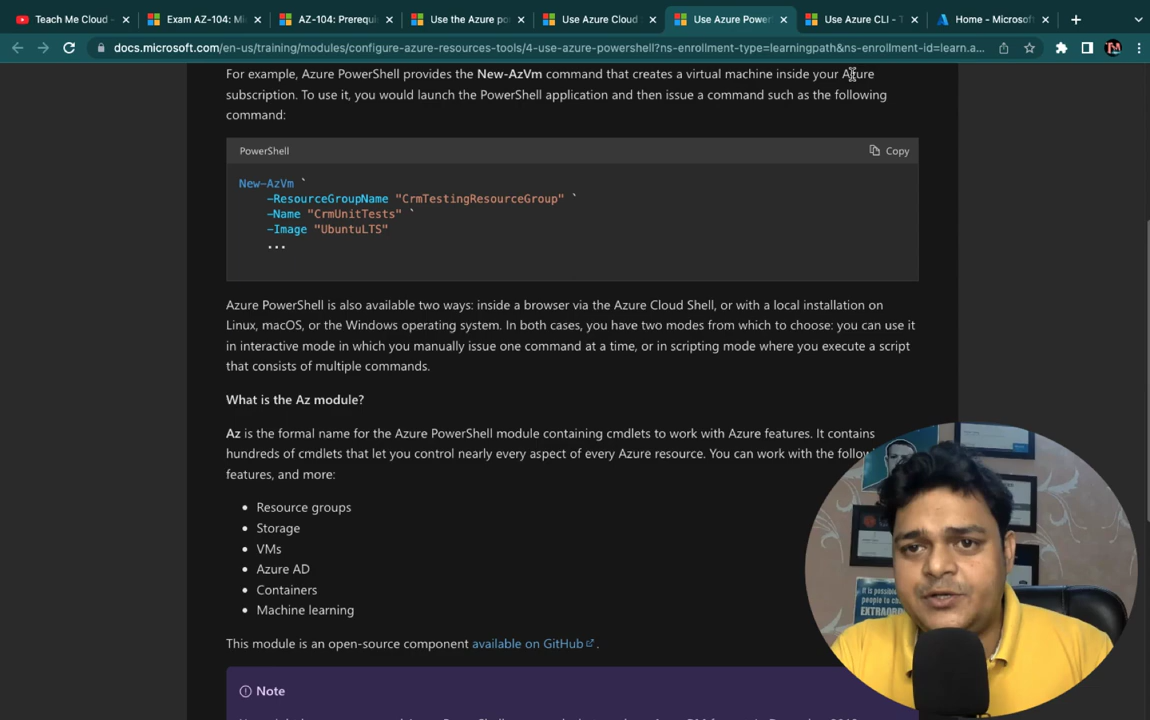 Teach Me Cloud -
Exam AZ-104: Mi
AZ-104: Prerequi
Use the Azure po
Use Azure Cloud
Use Azure Power
Use Azure CLI - T
Home - Microsof
docs.microsoft.com/en-us/training/modules/configure-azure-resources-tools/4-use-azure-powershell?ns-enrollment-type=learningpath&ns-enrollment-id=learn.a...
For example, Azure PowerShell provides the New-AzVm command that creates a virtual machine inside your Azure
subscription. To use it, you would launch the PowerShell application and then issue a command such as the following
command:
PowerShell
Copy
New-AzVm `
-ResourceGroupName "CrmTestingResourceGroup" `
-Name "CrmUnitTests" `
-Image "UbuntuLTS"
...
Azure PowerShell is also available two ways: inside a browser via the Azure Cloud Shell, or with a local installation on
Linux, macOS, or the Windows operating system. In both cases, you have two modes from which to choose: you can use it
in interactive mode in which you manually issue one command at a time, or in scripting mode where you execute a script
that consists of multiple commands.
What is the Az module?
Az is the formal name for the Azure PowerShell module containing cmdlets to work with Azure features. It contains
hundreds of cmdlets that let you control nearly every aspect of every Azure resource. You can work with the follow
features, and more:
Resource groups
Storage
VMs
Azure AD
Containers
Machine learning
This module is an open-source component available on GitHub.
Note